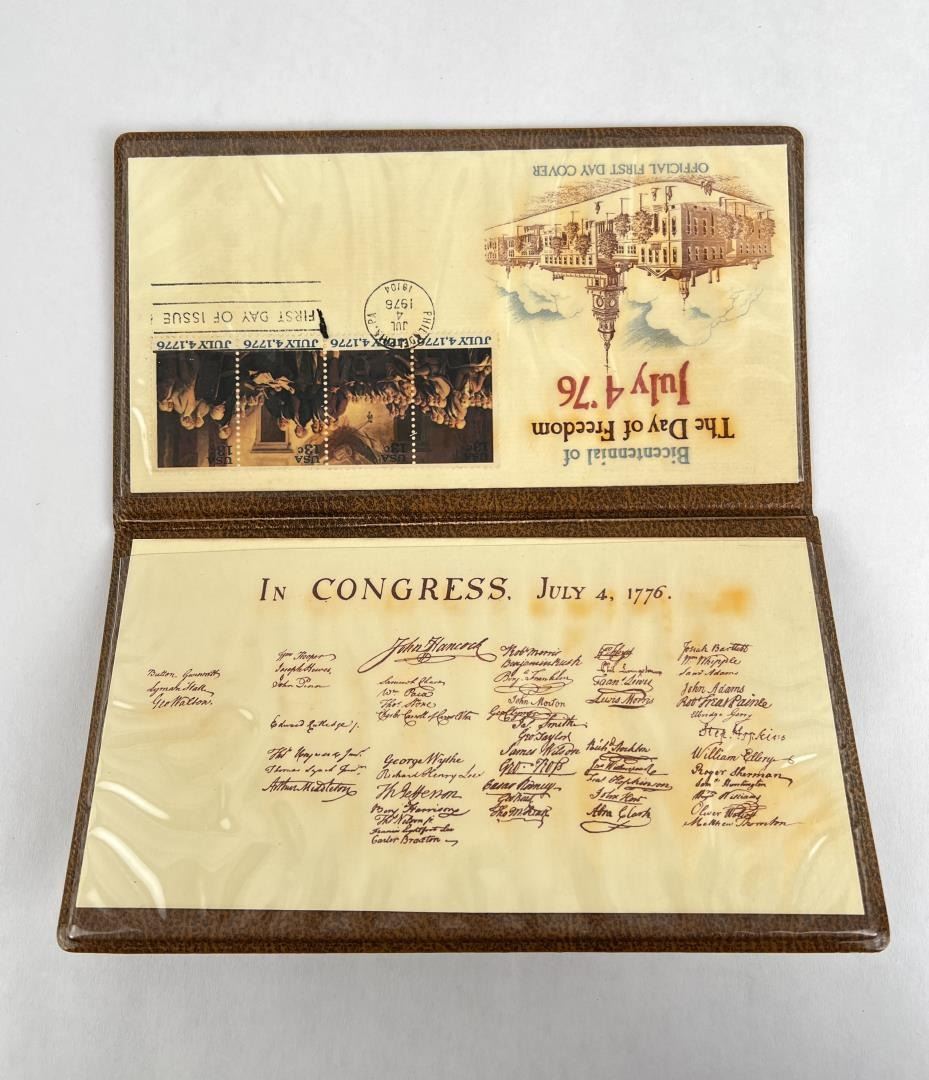 OFFICIAL FIRST DAY COVER
Bicentennial of
The Day of Freedom
July 4 '76
PHILADELPHIA, PA
JUL
4
1976
19104
FIRST DAY OF ISSUE
JULY 4, 1776
JULY 4, 1776
JULY 4, 1776
JULY 4, 1776
USA
13c
USA
13c
USA
13c
USA
13c
IN CONGRESS, JULY 4, 1776.
Button Gwinnett
Lyman Hall
Geo Walton.
Wm Hooper
Joseph Hewes,
John Penn
Edward Rutledge
Thos Heyward Junr.
Thomas Lynch Junr.
Arthur Middleton
John Hancock
Samuel Chase
Wm Paca
Thos Stone
Charles Carroll of Carrollton
George Wythe
Richard Henry Lee
Th Jefferson
Benj Harrison
Thos Nelson jr
Francis Lightfoot Lee
Carter Braxton
Robt Morris
Benjamin Rush
Benj Franklin
John Morton
Geo Clymer
Jas Smith
Geo Taylor
James Wilson
Geo Ross
Caesar Rodney
Geo Read
Tho M:Kean
Phil Livingston
Frans Lewis
Lewis Morris
Richd Stockton
Jno Witherspoon
Fras Hopkinson
John Hart
Abra Clark
Josiah Bartlett
Wm Whipple
Saml Adams
John Adams
Robt Treat Paine
Elbridge Gerry
Step Hopkins
William Ellery
Roger Sherman
Saml Huntington
Wm Williams
Oliver Wolcott
Matthew Thornton